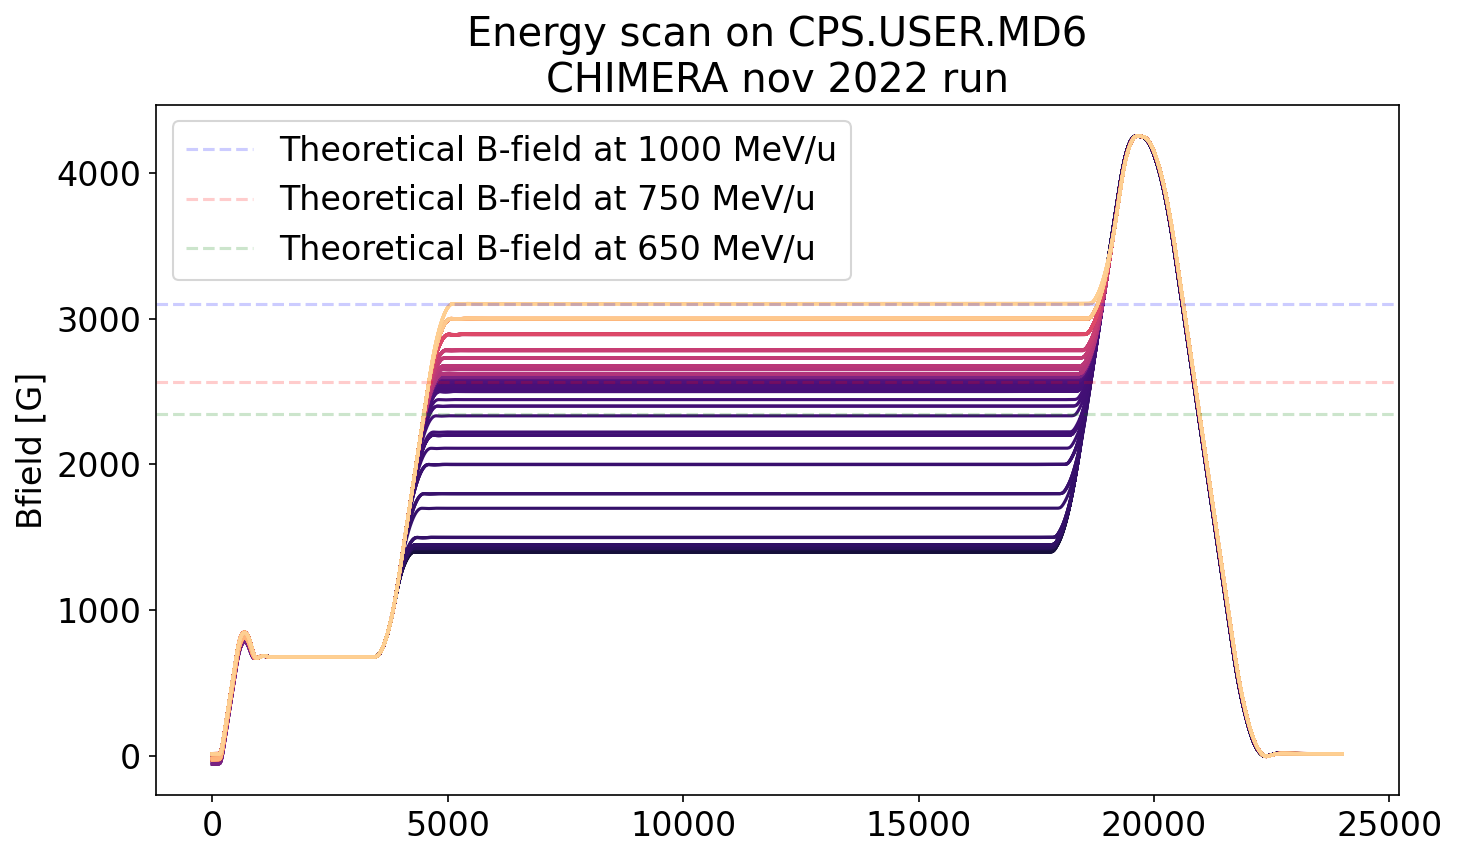 Energy scan on CPS.USER.MD6
CHIMERA nov 2022 run
Theoretical B-field at 1000 MeV/u
Theoretical B-field at 750 MeV/u
Theoretical B-field at 650 MeV/u
Bfield [G]
4000
3000
2000
1000
0
0 5000 10000 15000 20000 25000